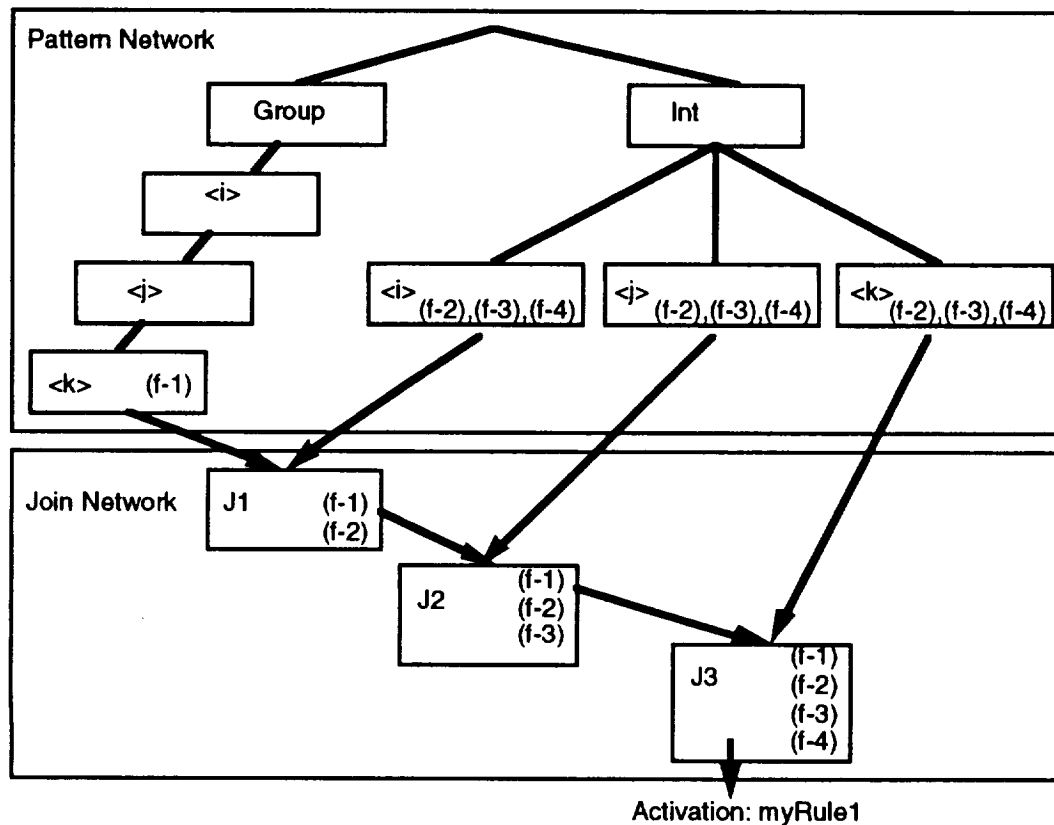 Pattern Network
Group
Int
<i>
<j>
<k> (f-1)
<i> (f-2),(f-3),(f-4)
<j> (f-2),(f-3),(f-4)
<k> (f-2),(f-3),(f-4)
Join Network
J1 (f-1)
(f-2)
J2 (f-1)
(f-2)
(f-3)
J3 (f-1)
(f-2)
(f-3)
(f-4)
Activation: myRule1